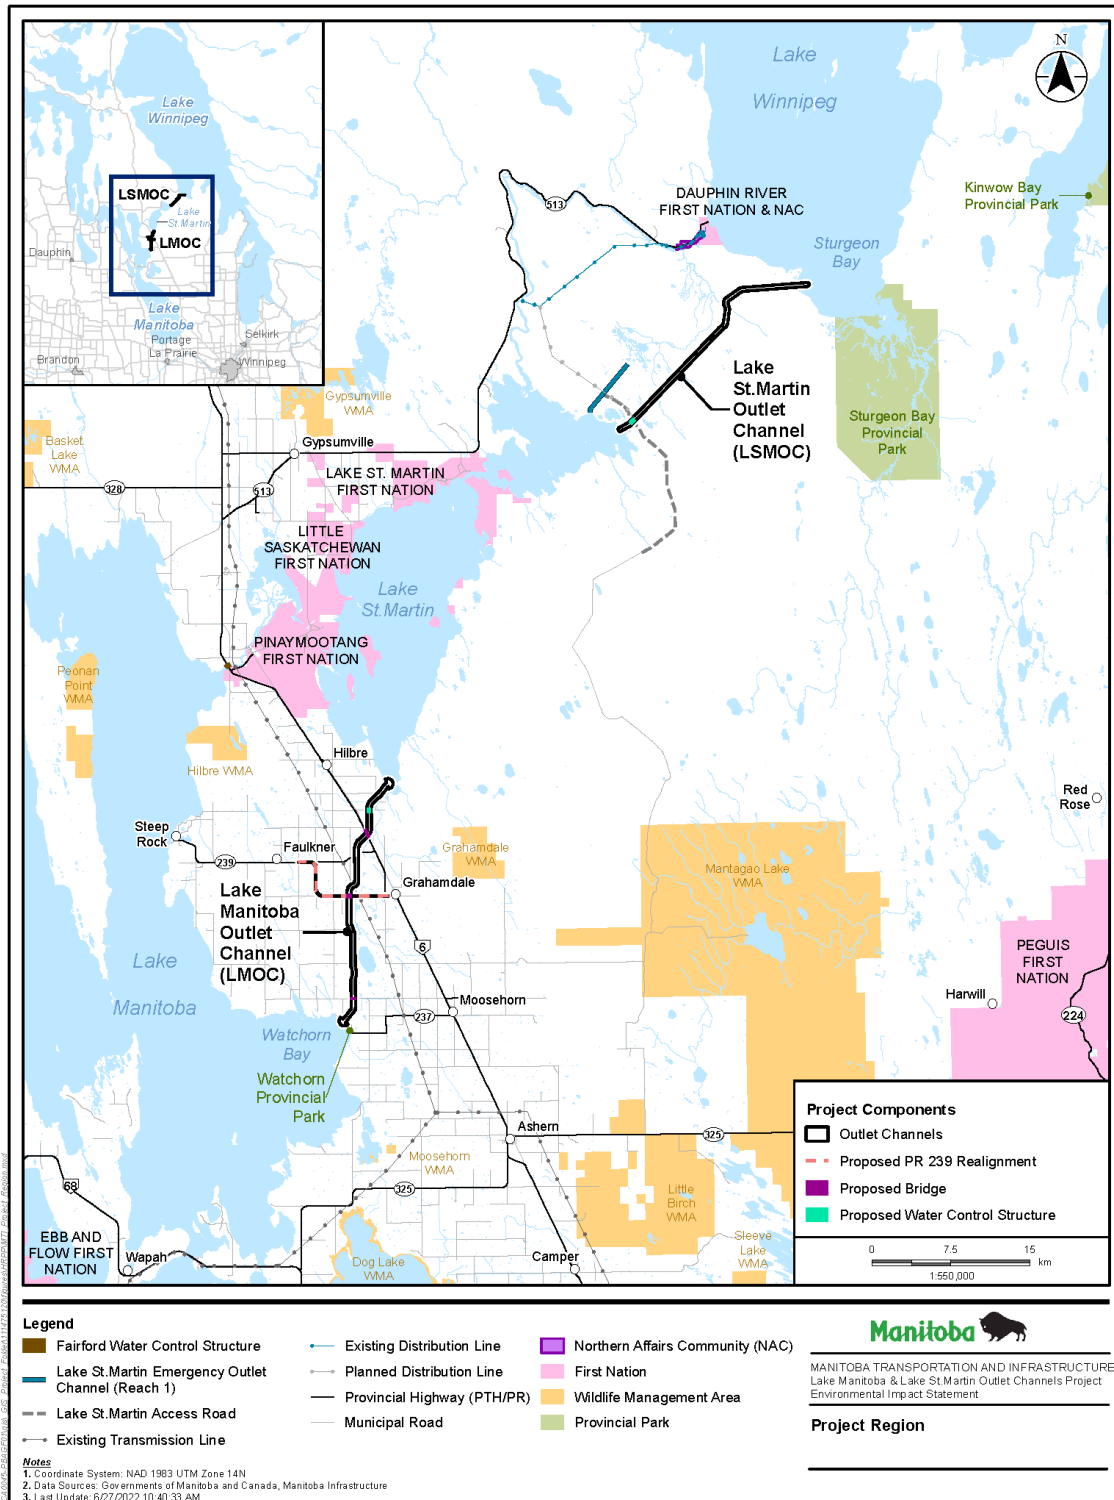 Lake
Winnipeg
N
Lake
Winnipeg
LSMOC
Lake
St.Martin
LMOC
Dauphin
Lake
Manitoba
Portage
La Prairie
Selkirk
Brandon
Winnipeg
513
DAUPHIN RIVER
FIRST NATION & NAC
Kinwow Bay
Provincial Park
Sturgeon
Bay
Lake
St.Martin
Outlet
Channel
(LSMOC)
Sturgeon Bay
Provincial
Park
Gypsumville
WMA
Basket
Lake
WMA
Gypsumville
LAKE ST. MARTIN
FIRST NATION
328
513
LITTLE
SASKATCHEWAN
FIRST NATION
Lake
St.Martin
PINAYMOOTANG
FIRST NATION
Peonan
Point
WMA
Hilbre
Hilbre WMA
Red
Rose
Steep
Rock
Faulkner
239
Grahamdale
WMA
Mantagao Lake
WMA
Grahamdale
Lake
Manitoba
Outlet
Channel
(LMOC)
6
PEGUIS
FIRST
NATION
Lake
Manitoba
Harwill
Moosehorn
237
224
Watchorn
Bay
Watchorn
Provincial
Park
Ashern
325
Moosehorn
WMA
325
68
Little
Birch
WMA
EBB AND
FLOW FIRST
NATION
Wapah
Dog Lake
WMA
Camper
Sleeve
Lake
WMA
Project Components
Outlet Channels
Proposed PR 239 Realignment
Proposed Bridge
Proposed Water Control Structure
0 7.5 15
km
1:550,000
Legend
Fairford Water Control Structure
Lake St.Martin Emergency Outlet
Channel (Reach 1)
Lake St.Martin Access Road
Existing Transmission Line
Existing Distribution Line
Planned Distribution Line
Provincial Highway (PTH/PR)
Municipal Road
Northern Affairs Community (NAC)
First Nation
Wildlife Management Area
Provincial Park
Manitoba
MANITOBA TRANSPORTATION AND INFRASTRUCTURE
Lake Manitoba & Lake St.Martin Outlet Channels Project
Environmental Impact Statement
Project Region
Notes
1. Coordinate System: NAD 1983 UTM Zone 14N
2. Data Sources: Governments of Manitoba and Canada, Manitoba Infrastructure
3. Last Update: 6/27/2022 10:40:33 AM